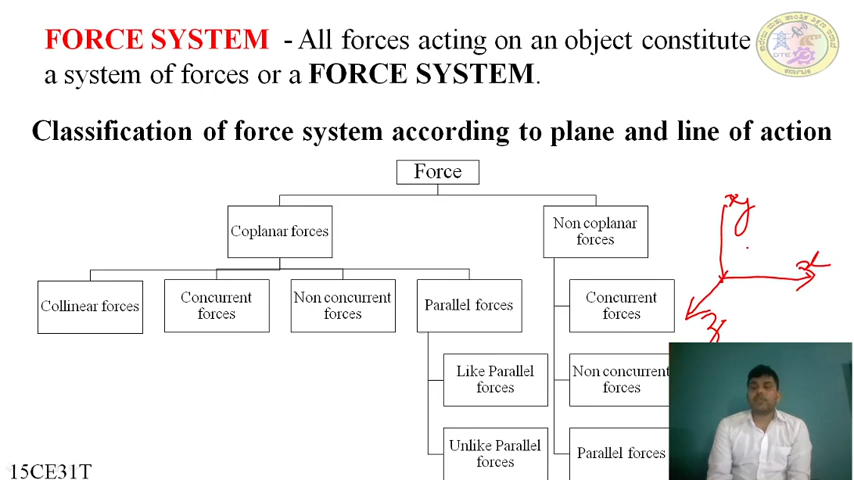 FORCE SYSTEM - All forces acting on an object constitute
a system of forces or a FORCE SYSTEM.
DTE
Classification of force system according to plane and line of action
Force
Coplanar forces
Non coplanar
forces
Collinear forces
Concurrent
forces
Non concurrent
forces
Parallel forces
Concurrent
forces
Like Parallel
forces
Non concurrent
forces
Unlike Parallel
forces
Parallel forces
y
x
z
15CE31T